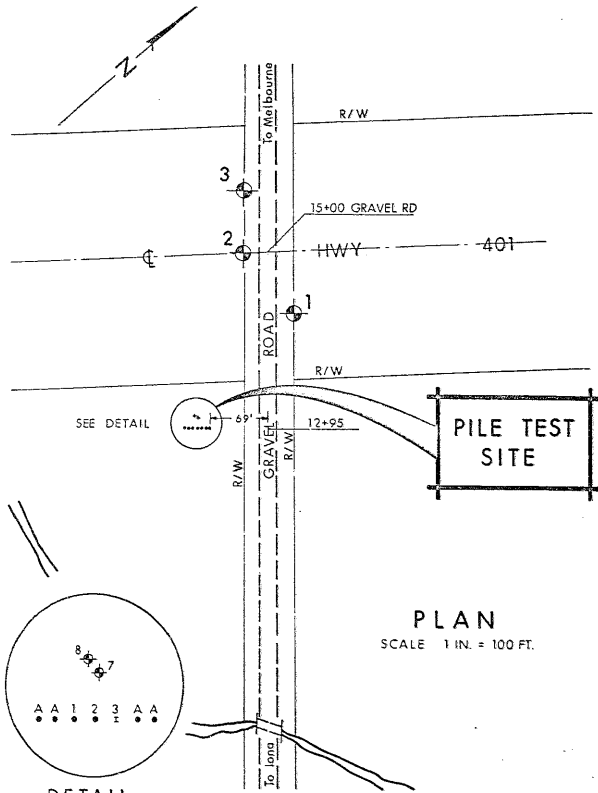 N
To Melbourne
R/W
3
15+00 GRAVEL RD
2
HWY 401
℄
1
ROAD
R/W
SEE DETAIL
69'
12+95
GRAVEL
R/W
R/W
PILE TEST
SITE
PLAN
SCALE 1 IN. = 100 FT.
8
7
A A 1 2 3 A A
To Iona
DETAIL